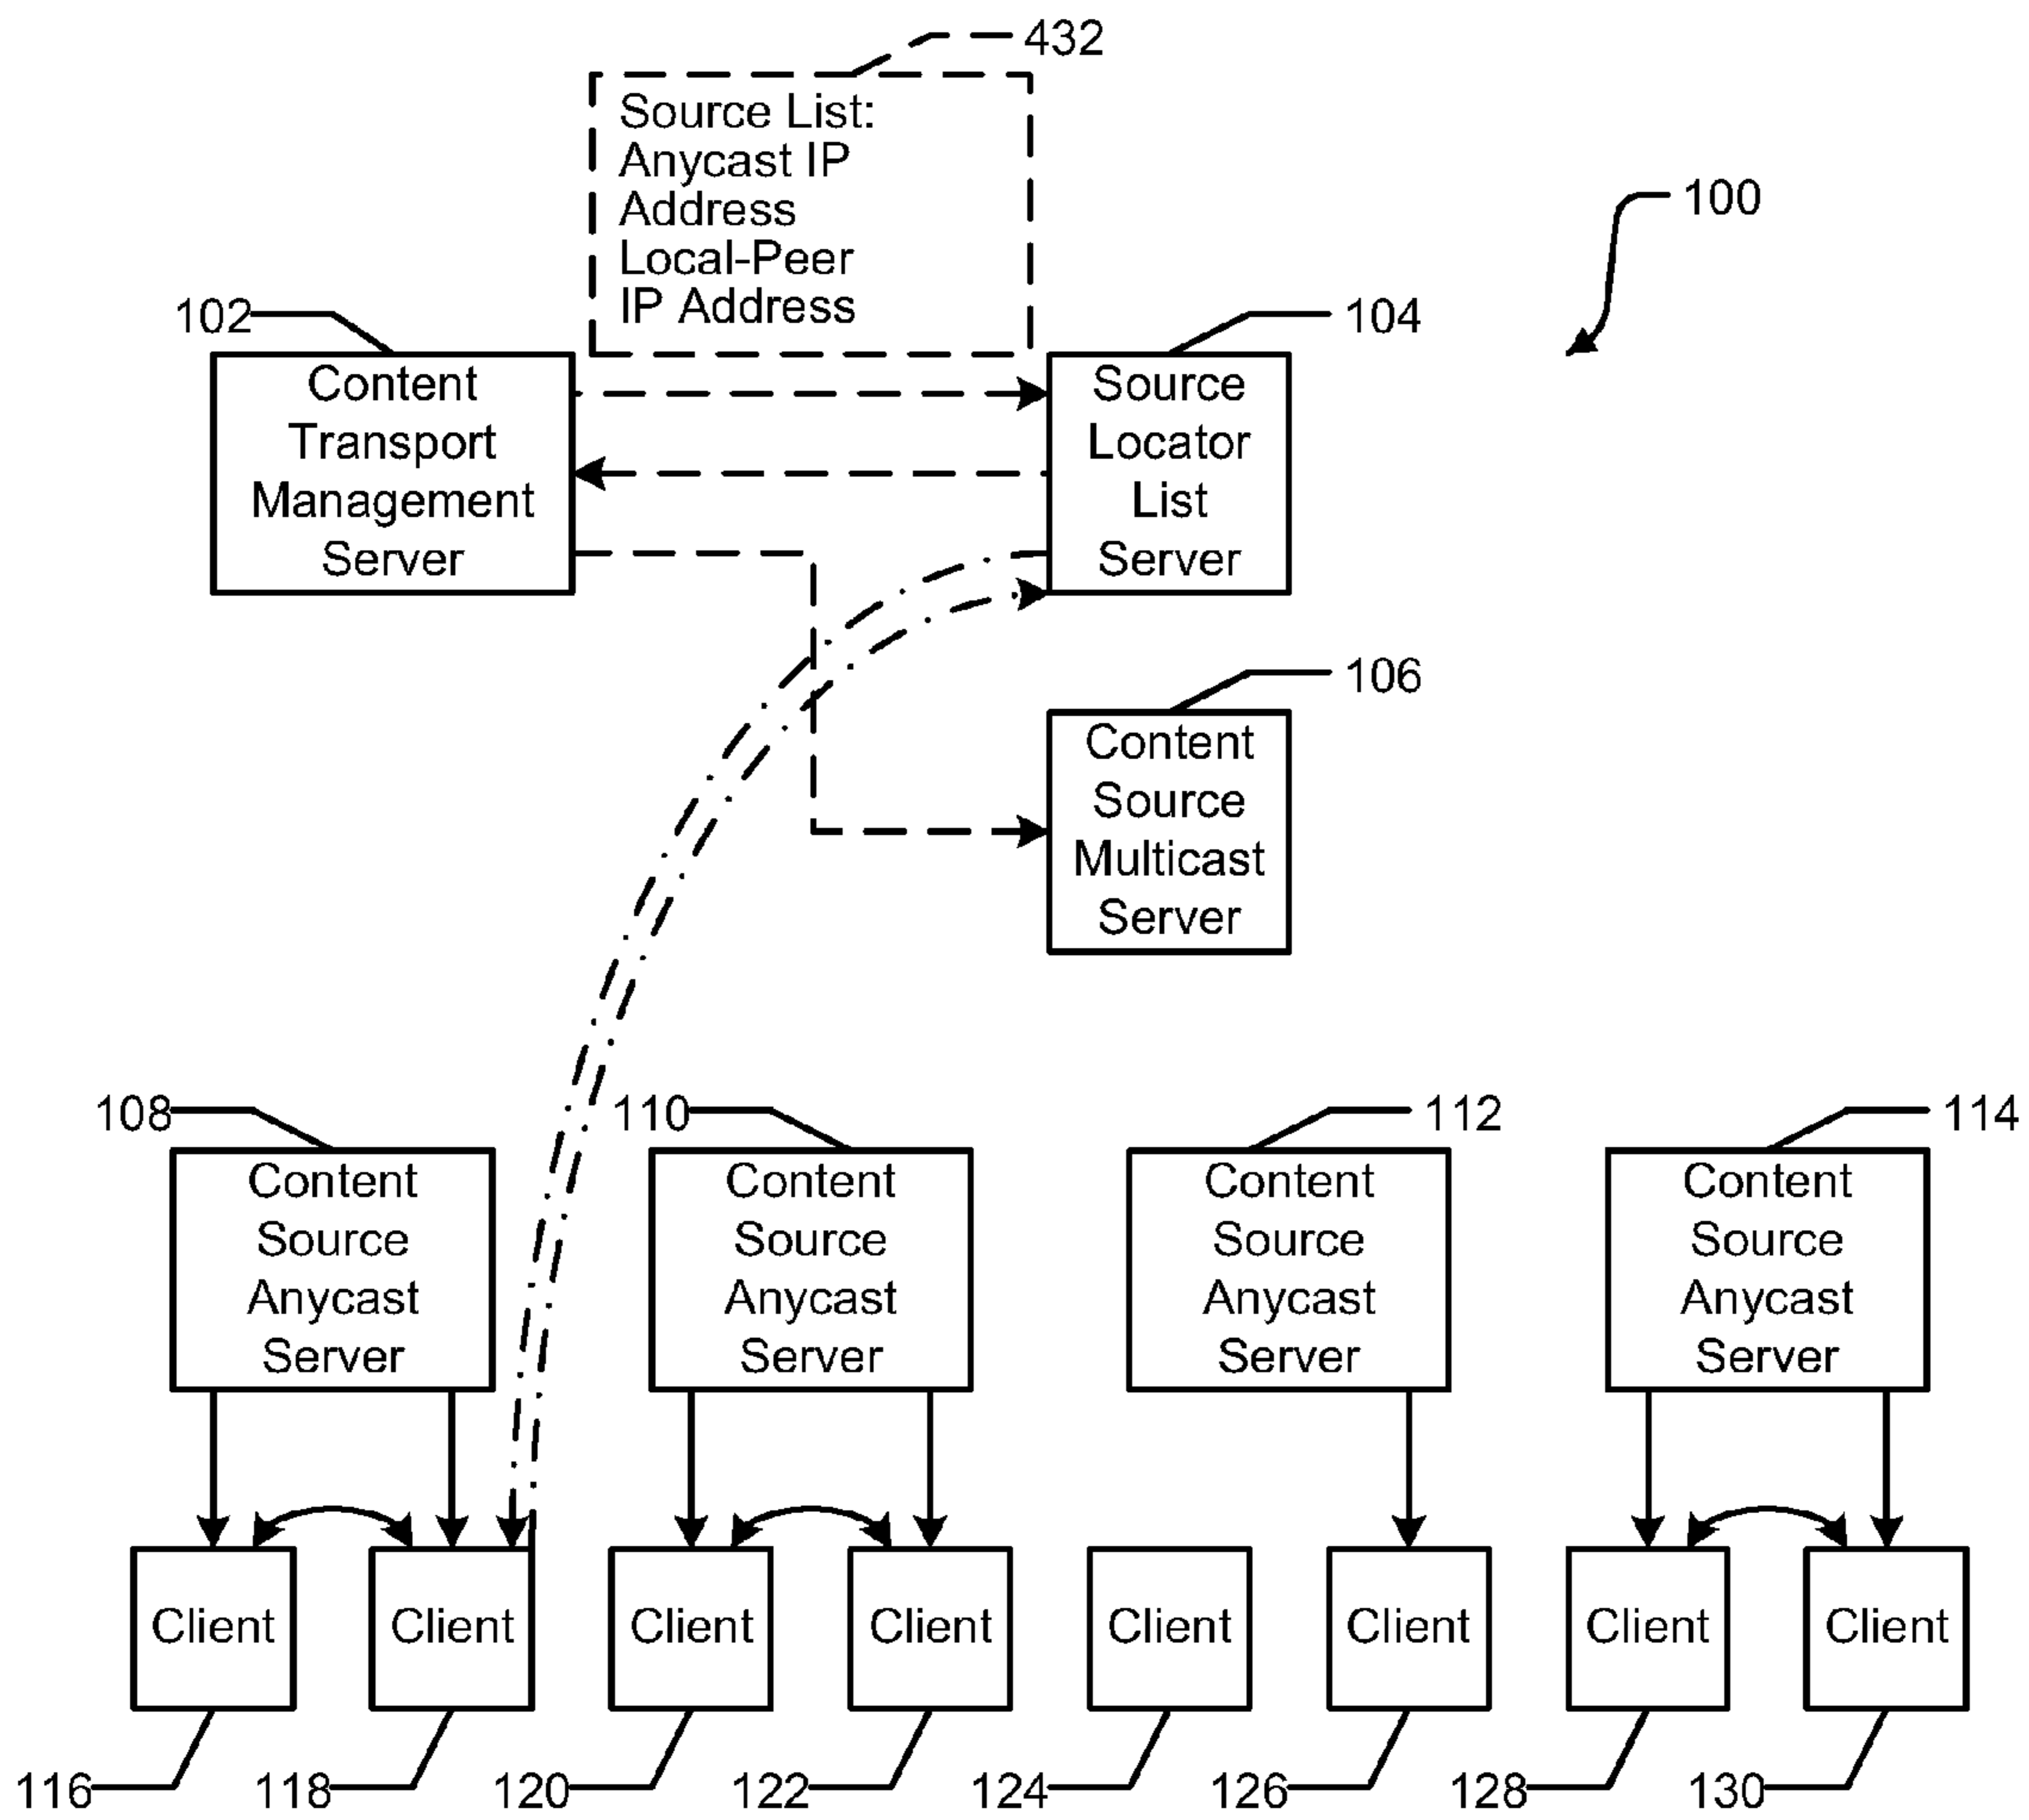 432
Source List:
Anycast IP
Address
Local-Peer
IP Address
100
102
104
Content
Transport
Management
Server
Source
Locator
List
Server
106
Content
Source
Multicast
Server
108
110
112
114
Content
Source
Anycast
Server
Content
Source
Anycast
Server
Content
Source
Anycast
Server
Content
Source
Anycast
Server
Client
Client
Client
Client
Client
Client
Client
Client
116
118
120
122
124
126
128
130